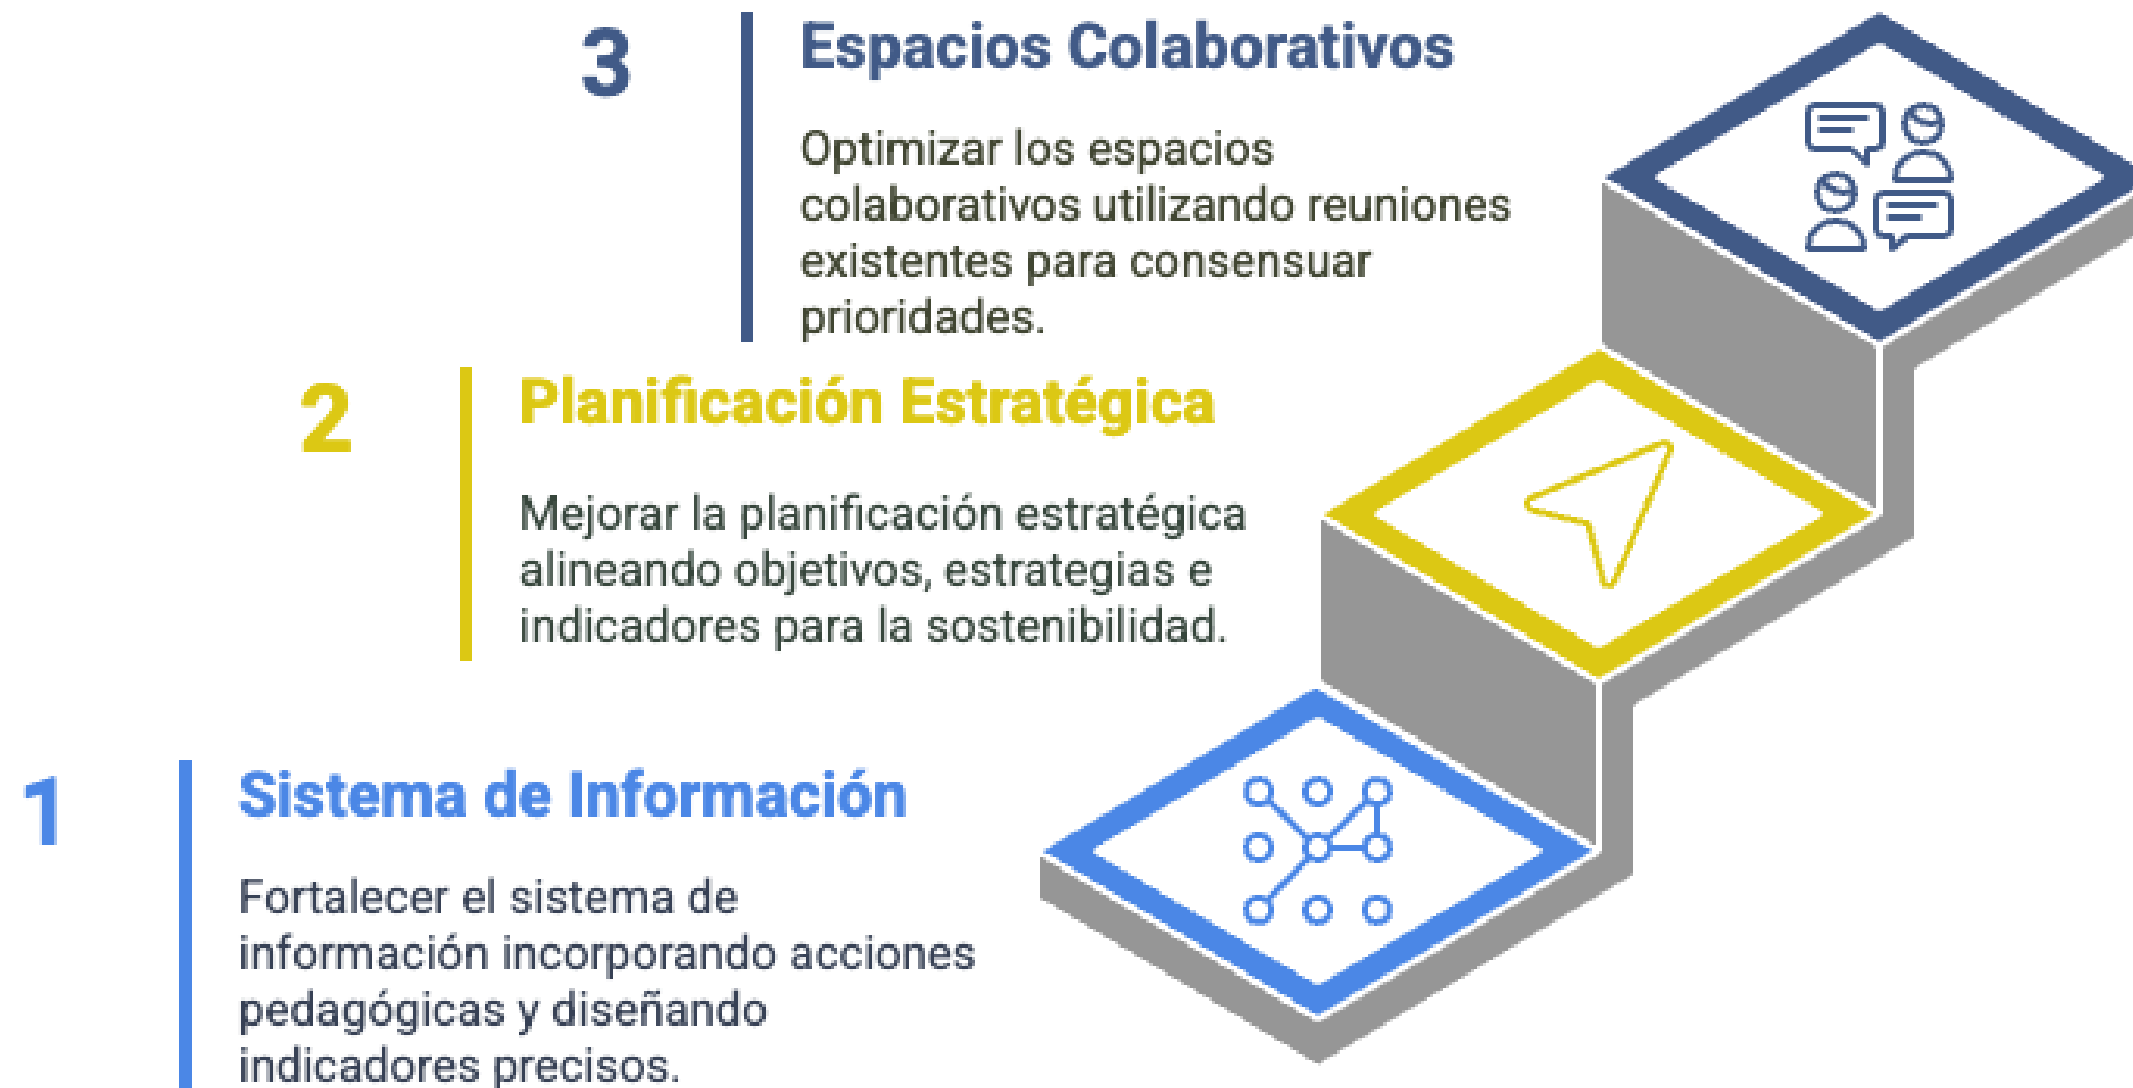 3
Espacios Colaborativos
Optimizar los espacios
colaborativos utilizando reuniones
existentes para consensuar
prioridades.
2
Planificación Estratégica
Mejorar la planificación estratégica
alineando objetivos, estrategias e
indicadores para la sostenibilidad.
1
Sistema de Información
Fortalecer el sistema de
información incorporando acciones
pedagógicas y diseñando
indicadores precisos.